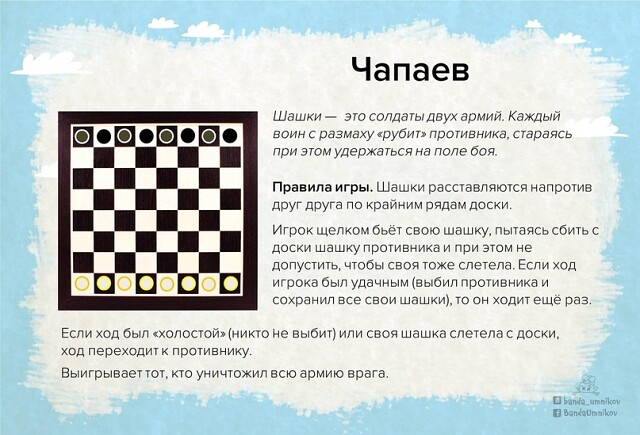 Чапаев
Шашки — это солдаты двух армий. Каждый
воин с размаху «рубит» противника, стараясь
при этом удержаться на поле боя.
Правила игры. Шашки расставляются напротив
друг друга по крайним рядам доски.
Игрок щелком бьёт свою шашку, пытаясь сбить с
доски шашку противника и при этом не
допустить, чтобы своя тоже слетела. Если ход
игрока был удачным (выбил противника и
сохранил все свои шашки), то он ходит ещё раз.
Если ход был «холостой» (никто не выбит) или своя шашка слетела с доски,
ход переходит к противнику.
Выигрывает тот, кто уничтожил всю армию врага.
banda_umnikov
BandaUmnikov